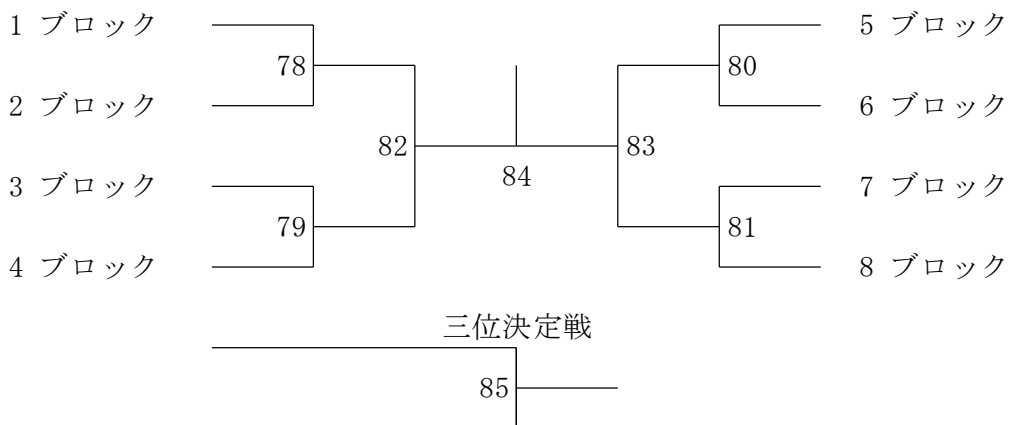 1 ブロック
5 ブロック
78
80
2 ブロック
6 ブロック
82
83
84
3 ブロック
7 ブロック
79
81
4 ブロック
8 ブロック
三位決定戦
85